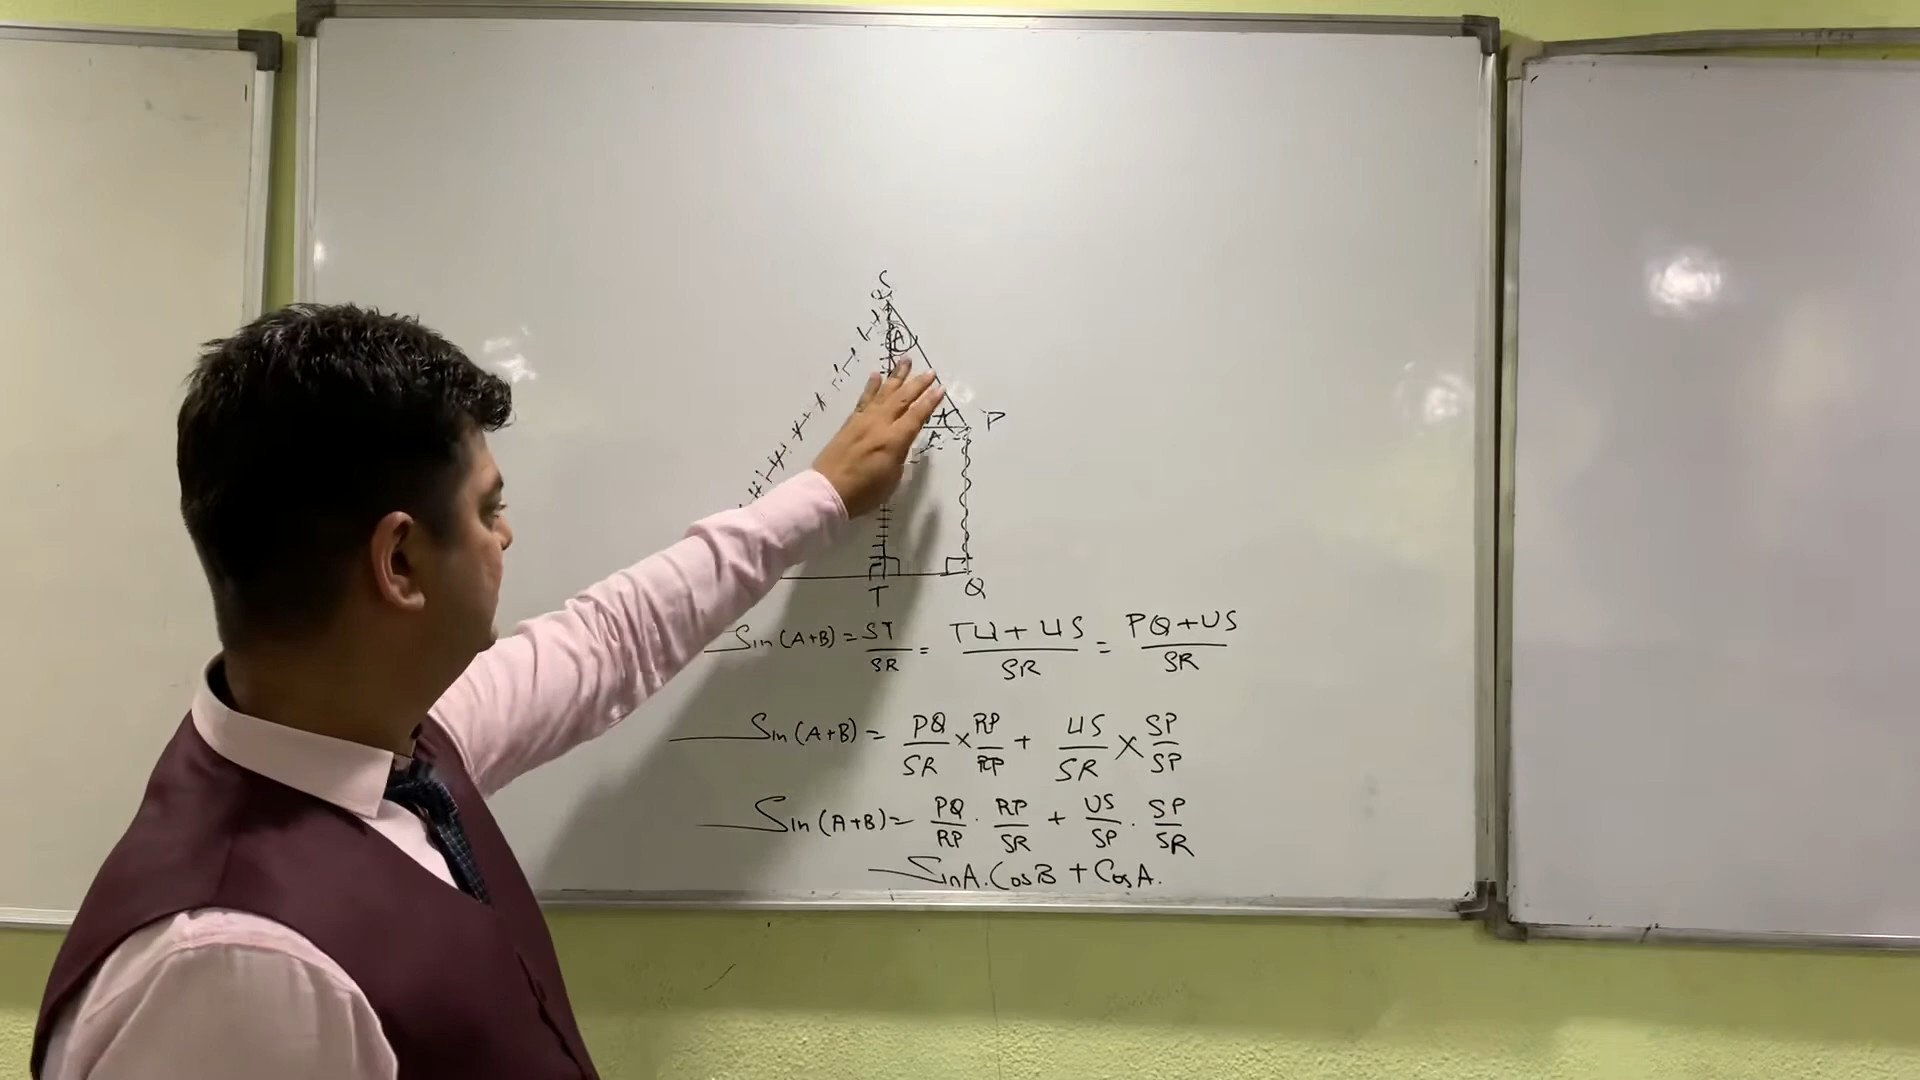 S
A
P
A
T Q
Sin(A+B) = ST/SR = TU+US/SR = PQ+US/SR
Sin(A+B) = PQ/SR × RP/RP + US/SR × SP/SP
Sin(A+B) = PQ/RP . RP/SR + US/SP . SP/SR
SinA.CosB + CosA.